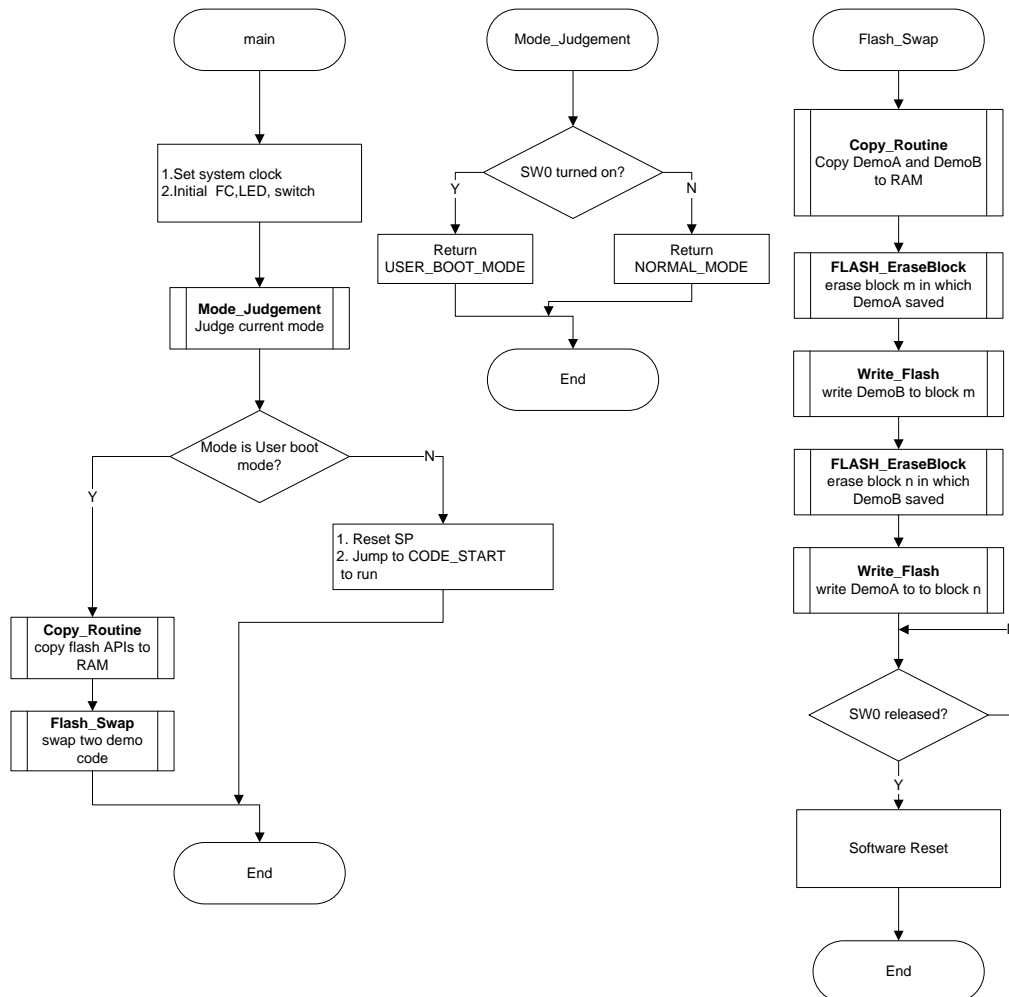 main
1.Set system clock
2.Initial  FC,LED, switch
Mode_Judgement
Judge current mode
Mode is User boot
mode?
Y
N
1. Reset SP
2. Jump to CODE_START
to run
Copy_Routine
copy flash APIs to
RAM
Flash_Swap
swap two demo
code
End
Mode_Judgement
SW0 turned on?
Y
N
Return
USER_BOOT_MODE
Return
NORMAL_MODE
End
Flash_Swap
Copy_Routine
Copy DemoA and DemoB
to RAM
FLASH_EraseBlock
erase block m in which
DemoA saved
Write_Flash
write DemoB to block m
FLASH_EraseBlock
erase block n in which
DemoB saved
Write_Flash
write DemoA to to block n
SW0 released?
Y
Software Reset
End